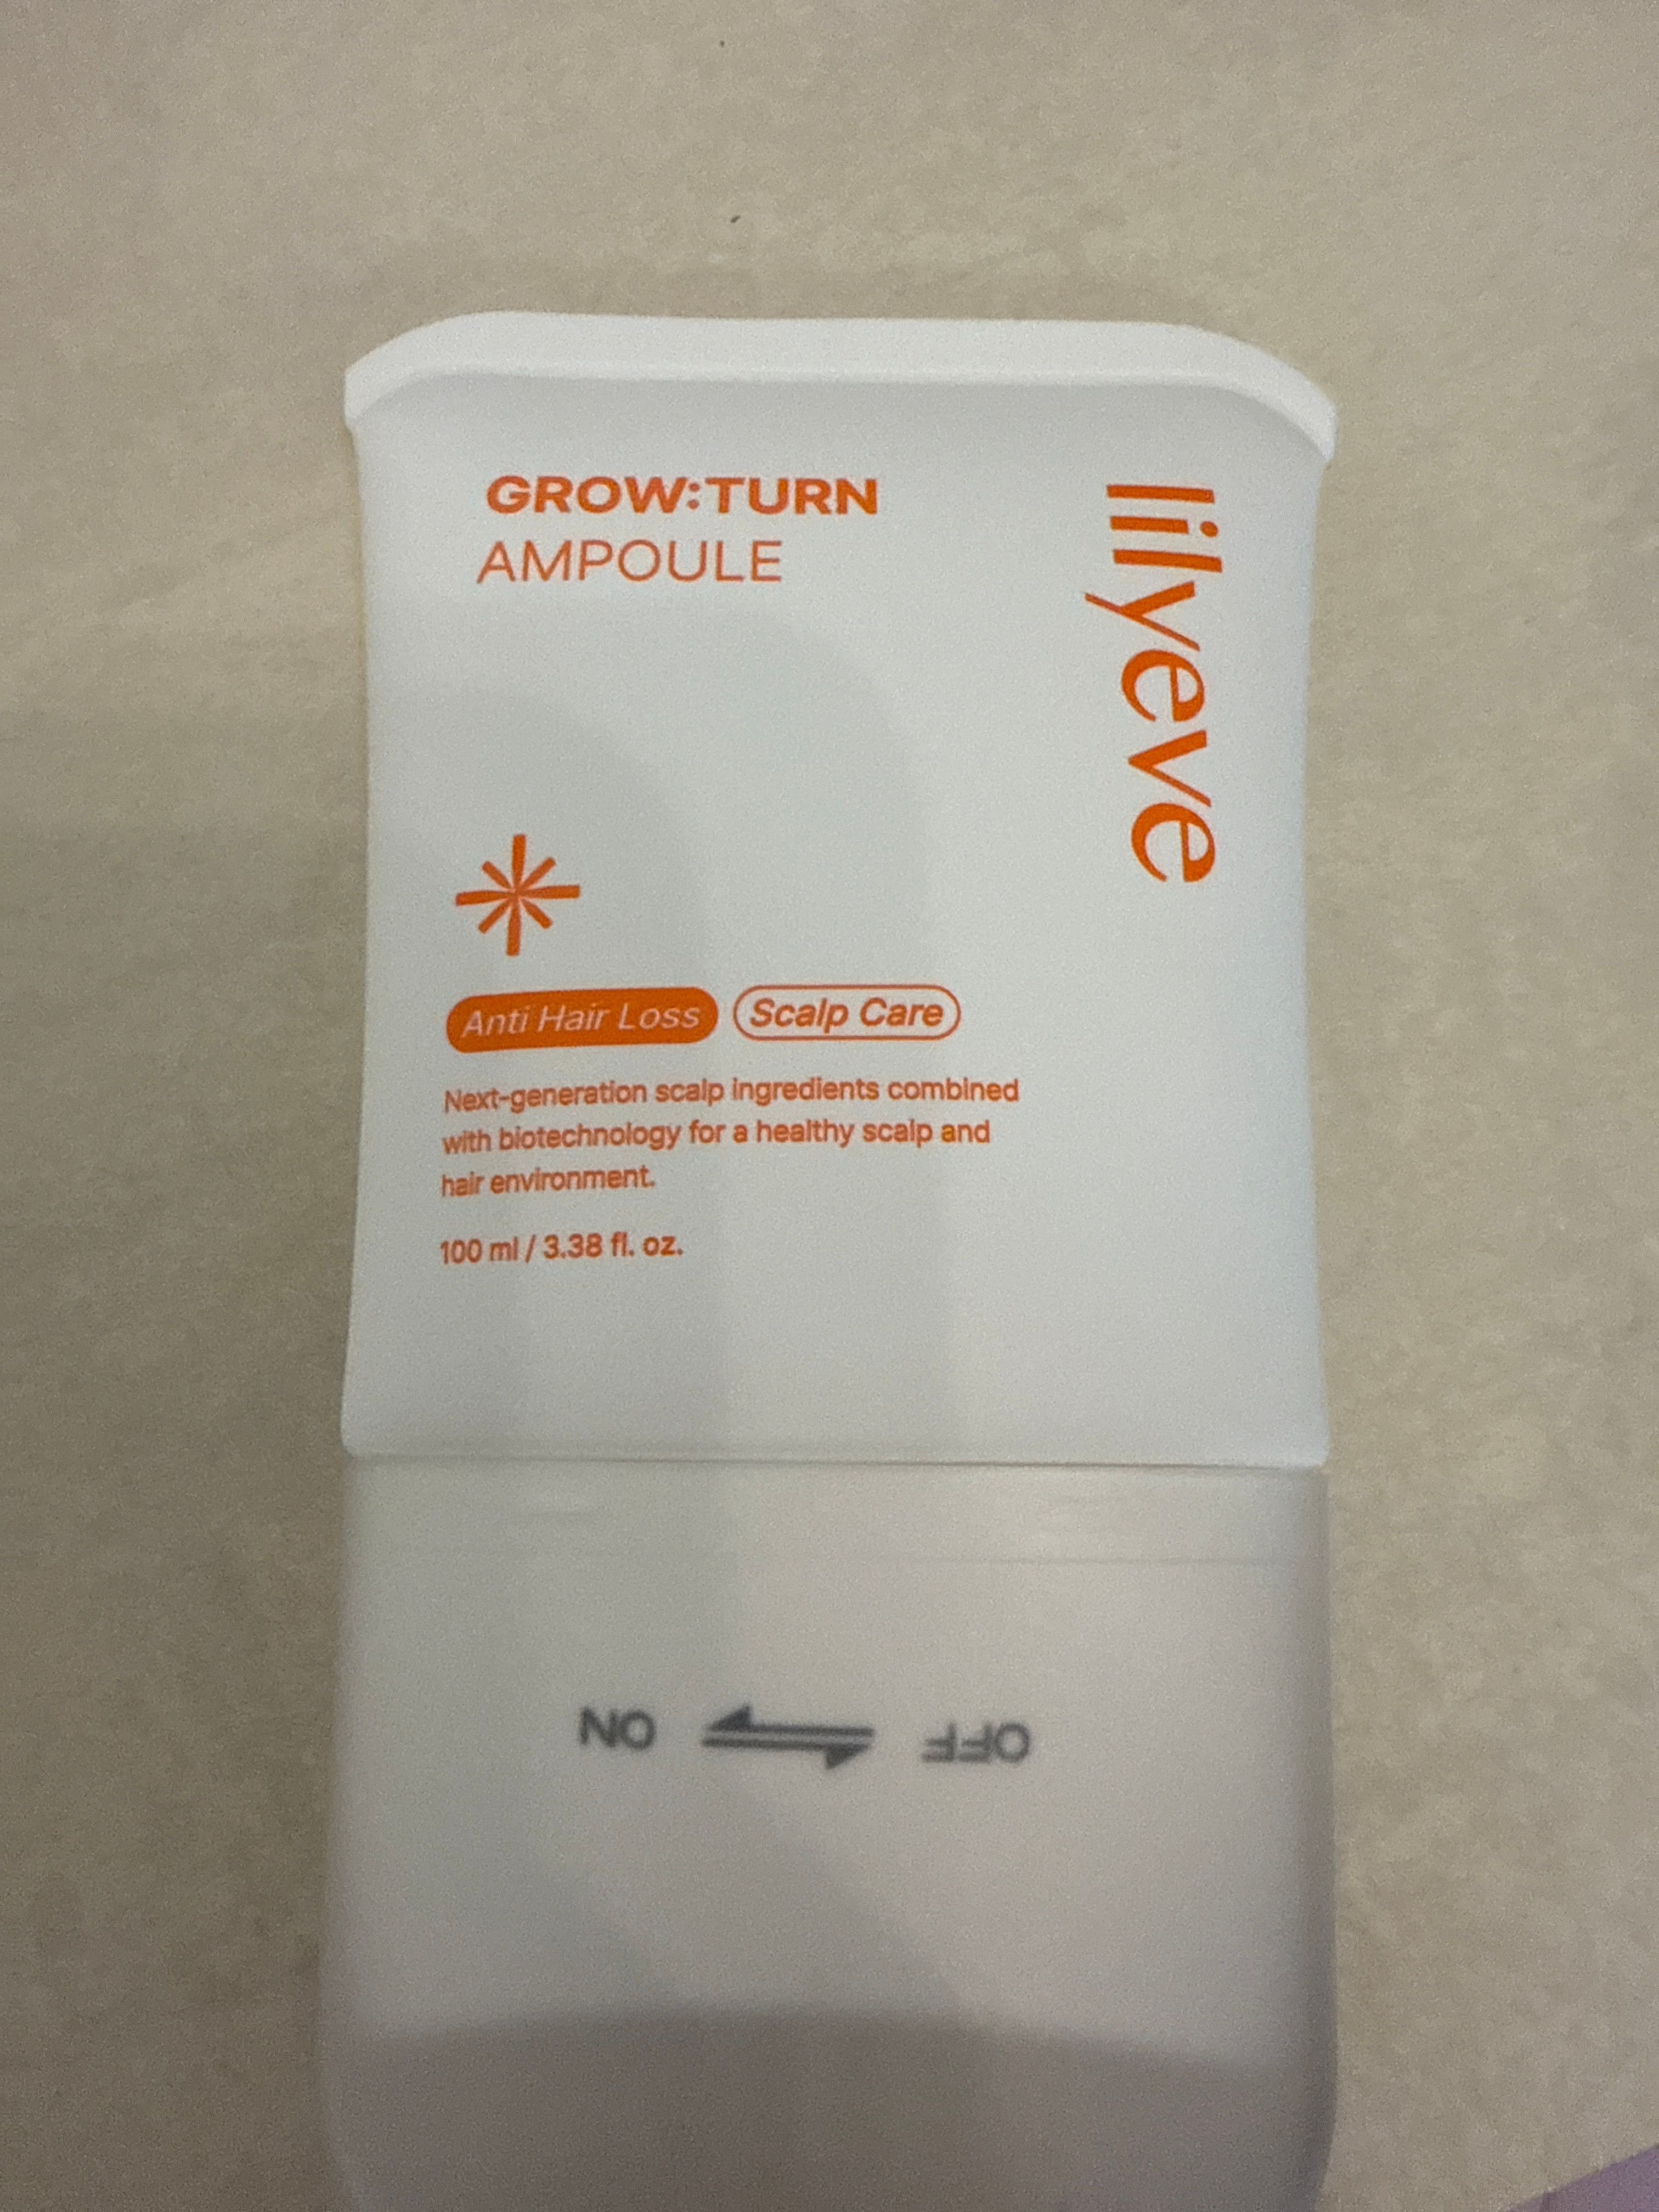 GROW:TURN
AMPOULE
lilyeve
Anti Hair Loss Scalp Care
Next-generation scalp ingredients combined
with biotechnology for a healthy scalp and
hair environment.
100 ml / 3.38 fl. oz.
OFF ON